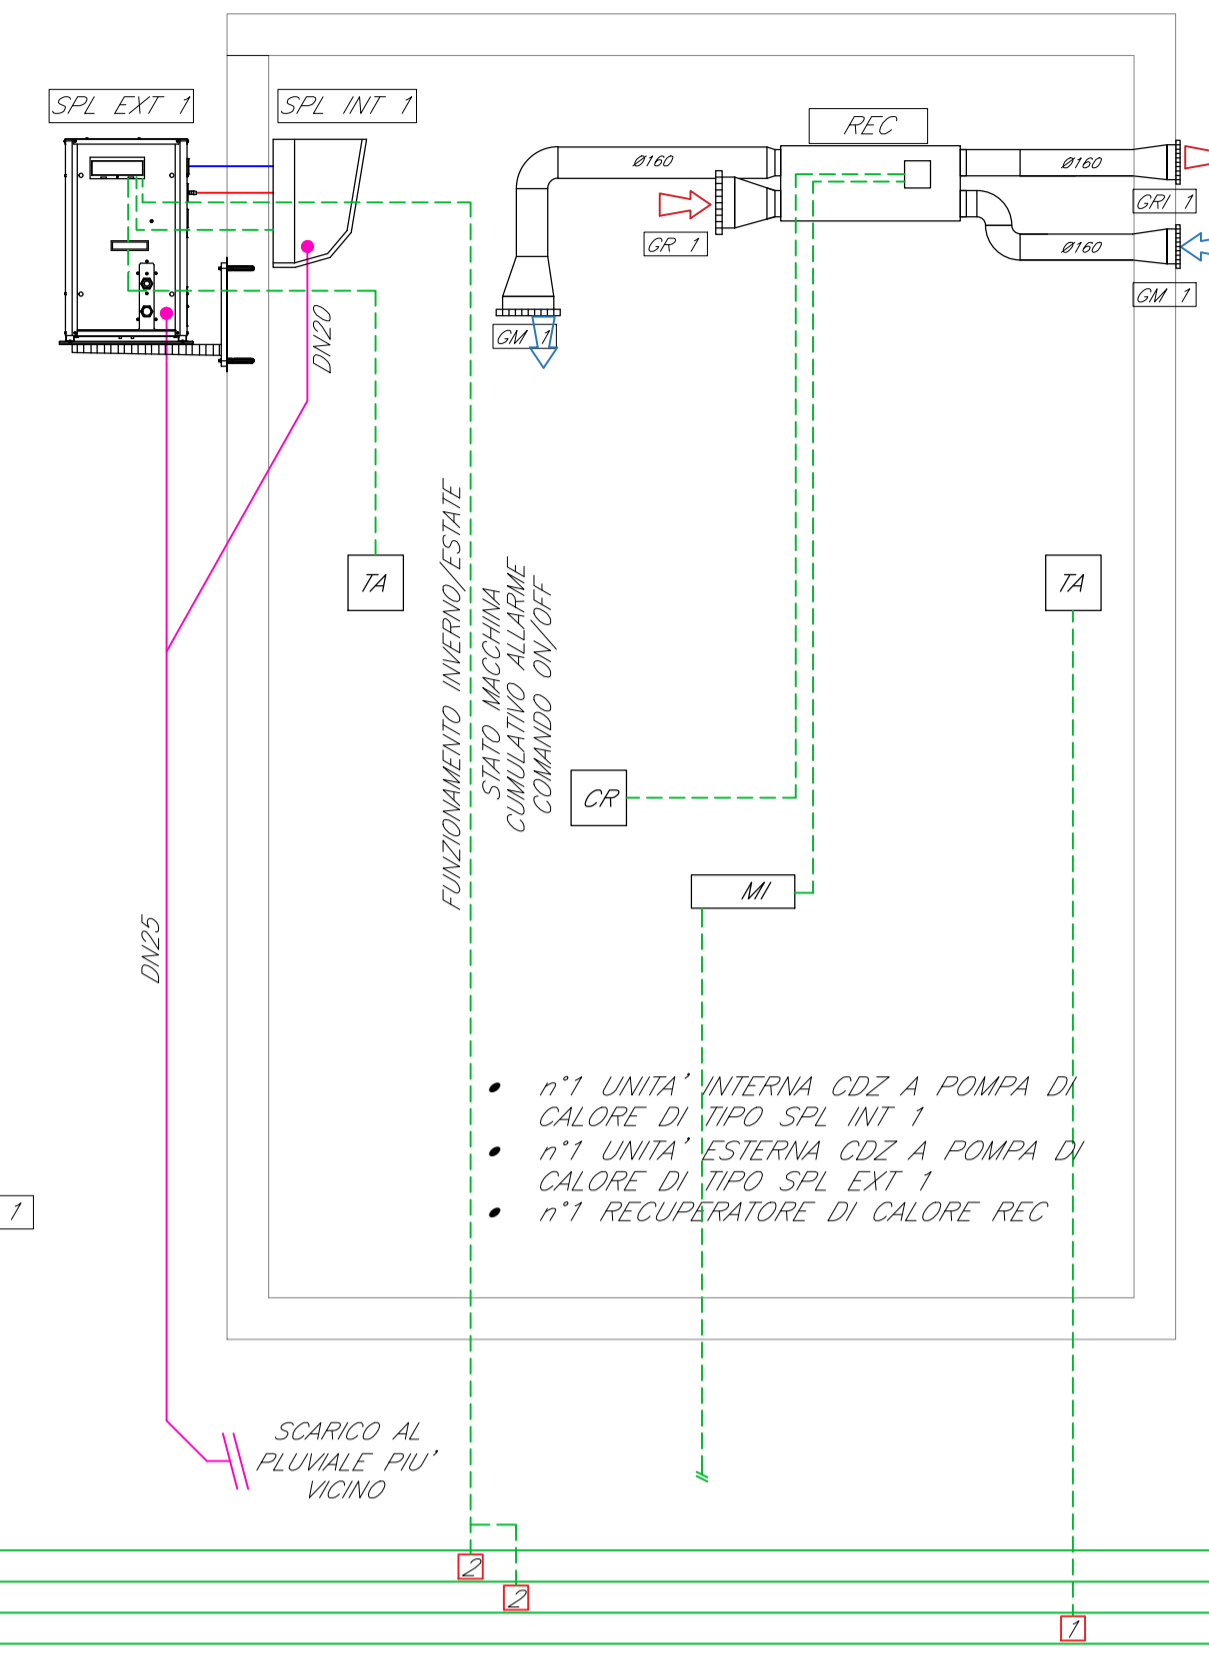 SPL EXT 1
SPL INT 1
REC
Ø160
Ø160
GRI 1
GR 1
Ø160
GM 1
GM 1
DN20
TA
TA
FUNZIONAMENTO INVERNO/ESTATE
STATO MACCHINA
CUMULATIVO ALLARME
COMANDO ON/OFF
CR
MI
DN25
• n°1 UNITA' INTERNA CDZ A POMPA DI
CALORE DI TIPO SPL INT 1
• n°1 UNITA' ESTERNA CDZ A POMPA DI
CALORE DI TIPO SPL EXT 1
• n°1 RECUPERATORE DI CALORE REC
1
SCARICO AL
PLUVIALE PIU'
VICINO
2
2
1